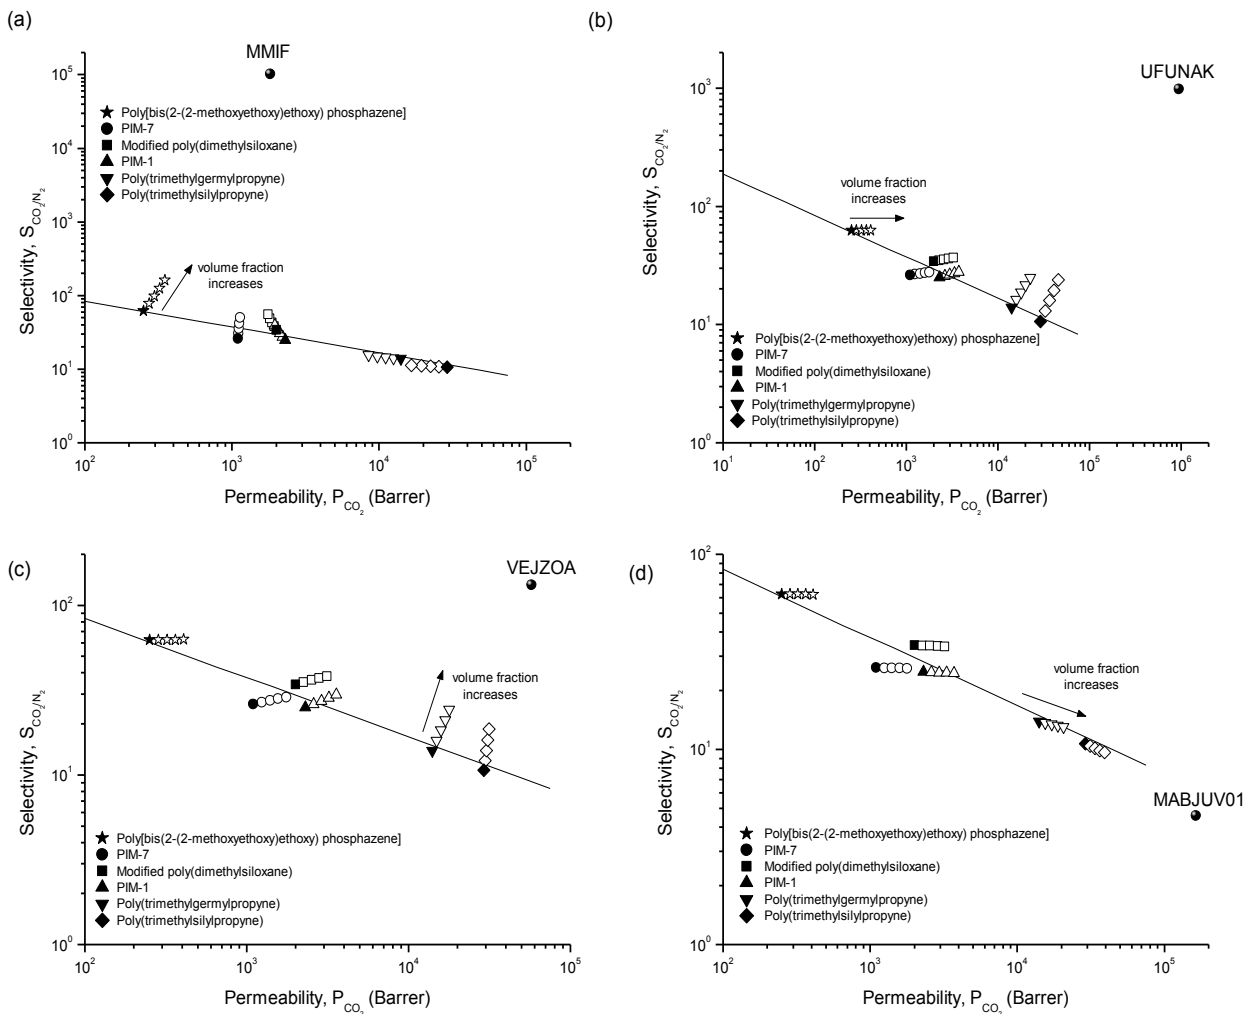 (a)
MMIF
10^5
Poly[bis(2-(2-methoxyethoxy)ethoxy) phosphazene]
PIM-7
Modified poly(dimethylsiloxane)
PIM-1
Poly(trimethylgermylpropyne)
Poly(trimethylsilylpropyne)
10^4
10^3
10^2
10^1
10^0
volume fraction
increases
Selectivity, S_CO₂/N₂
10^2 10^3 10^4 10^5
Permeability, P_CO₂ (Barrer)
(b)
UFUNAK
10^3
10^2
10^1
10^0
volume fraction
increases
Selectivity, S_CO₂/N₂
Poly[bis(2-(2-methoxyethoxy)ethoxy) phosphazene]
PIM-7
Modified poly(dimethylsiloxane)
PIM-1
Poly(trimethylgermylpropyne)
Poly(trimethylsilylpropyne)
10^1 10^2 10^3 10^4 10^5 10^6
Permeability, P_CO₂ (Barrer)
(c)
VEJZOA
10^2
10^1
10^0
volume fraction
increases
Selectivity, S_CO₂/N₂
Poly[bis(2-(2-methoxyethoxy)ethoxy) phosphazene]
PIM-7
Modified poly(dimethylsiloxane)
PIM-1
Poly(trimethylgermylpropyne)
Poly(trimethylsilylpropyne)
10^2 10^3 10^4 10^5
Permeability, P_CO₂ (Barrer)
(d)
10^2
10^1
10^0
volume fraction
increases
MABJUV01
Selectivity, S_CO₂/N₂
Poly[bis(2-(2-methoxyethoxy)ethoxy) phosphazene]
PIM-7
Modified poly(dimethylsiloxane)
PIM-1
Poly(trimethylgermylpropyne)
Poly(trimethylsilylpropyne)
10^2 10^3 10^4 10^5
Permeability, P_CO₂ (Barrer)